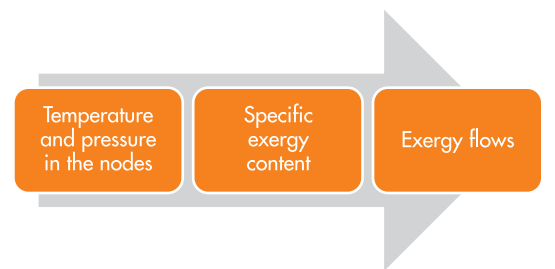 Temperature
and pressure
in the nodes
Specific
exergy
content
Exergy flows